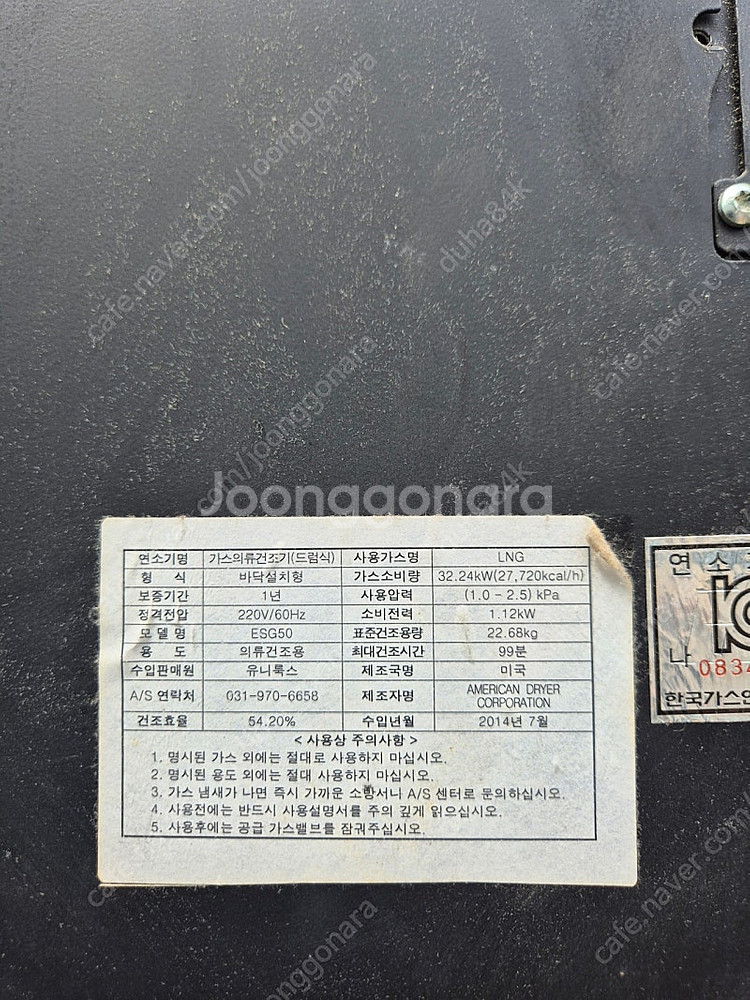 cafe.naver.com/joonggonara
duha84k
cafe.naver.com
Joonggonara
연소기명 가스의류건조기(드럼식) 사용가스명 LNG
형 식 바닥설치형 가스소비량 32.24kW(27,720kcal/h)
보증기간 1년 사용압력 (1.0 - 2.5) kPa
정격전압 220V/60Hz 소비전력 1.12kW
모 델 명 ESG50 표준건조용량 22.68kg
용 도 의류건조용 최대건조시간 99분
수입판매원 유니룩스 제조국명 미국
A/S 연락처 031-970-6658 제조자명 AMERICAN DRYER CORPORATION
건조효율 54.20% 수입년월 2014년 7월
< 사용상 주의사항 >
1. 명시된 가스 외에는 절대로 사용하지 마십시오.
2. 명시된 용도 외에는 절대 사용하지 마십시오.
3. 가스 냄새가 나면 즉시 가까운 소방서나 A/S 센터로 문의하십시오.
4. 사용전에는 반드시 사용설명서를 주의 깊게 읽으십시오.
5. 사용후에는 공급 가스밸브를 잠궈주십시오.
연 소
나 0834
한국가스안